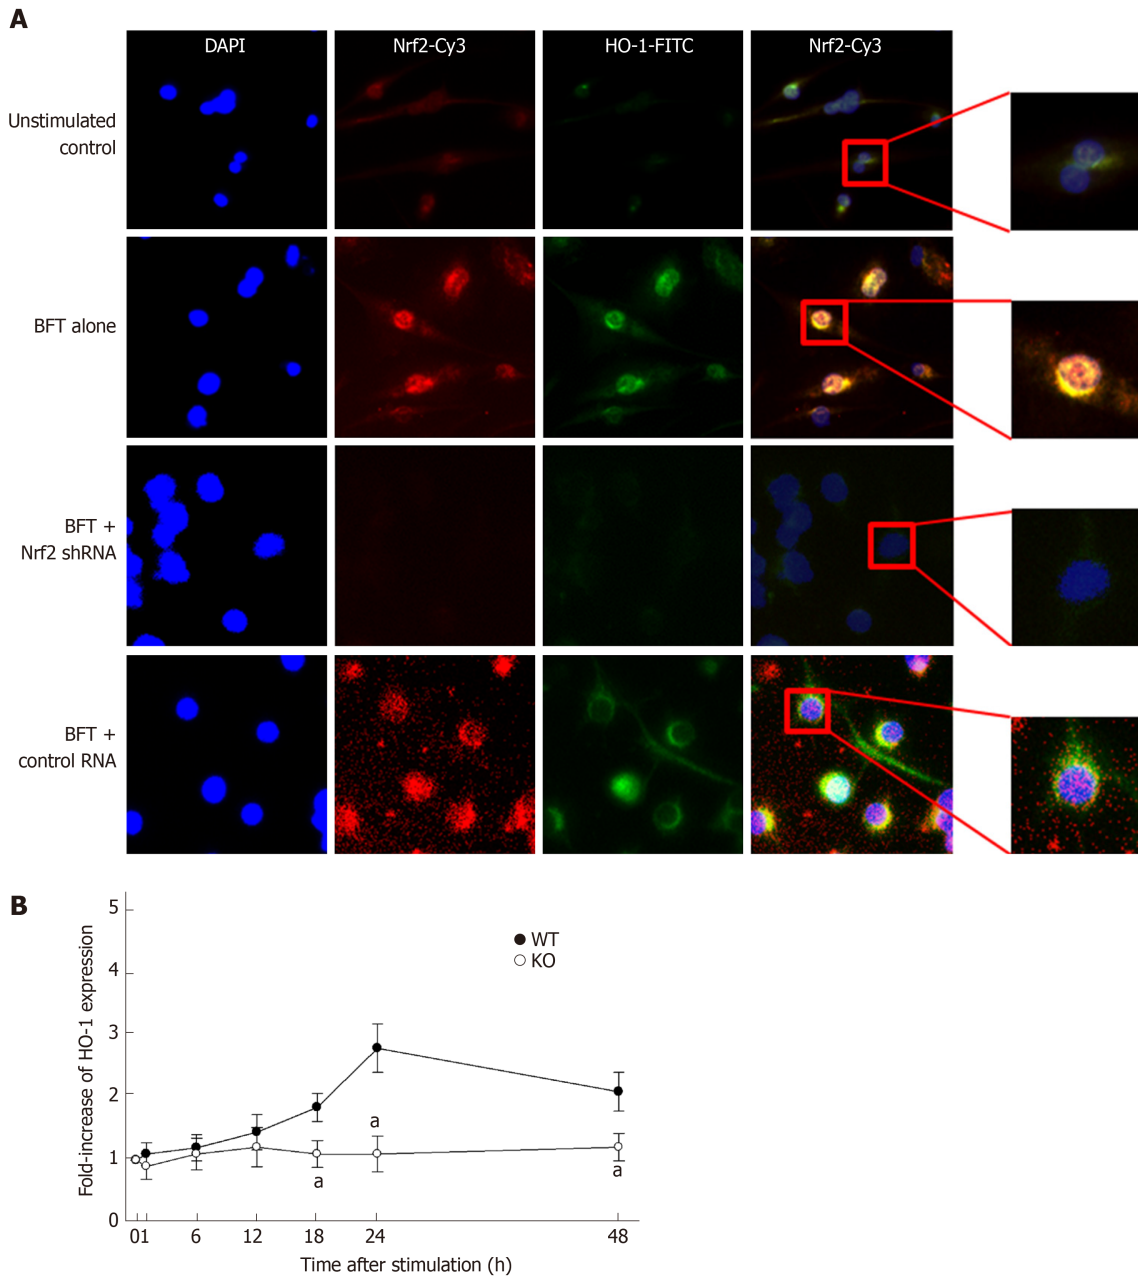 A
DAPI
Nrf2-Cy3
HO-1-FITC
Nrf2-Cy3
Unstimulated
control
BFT alone
BFT +
Nrf2 shRNA
BFT +
control RNA
B
Fold-increase of HO-1 expression
5
4
3
2
1
0
WT
KO
a
a
a
01
6
12
18
24
48
Time after stimulation (h)